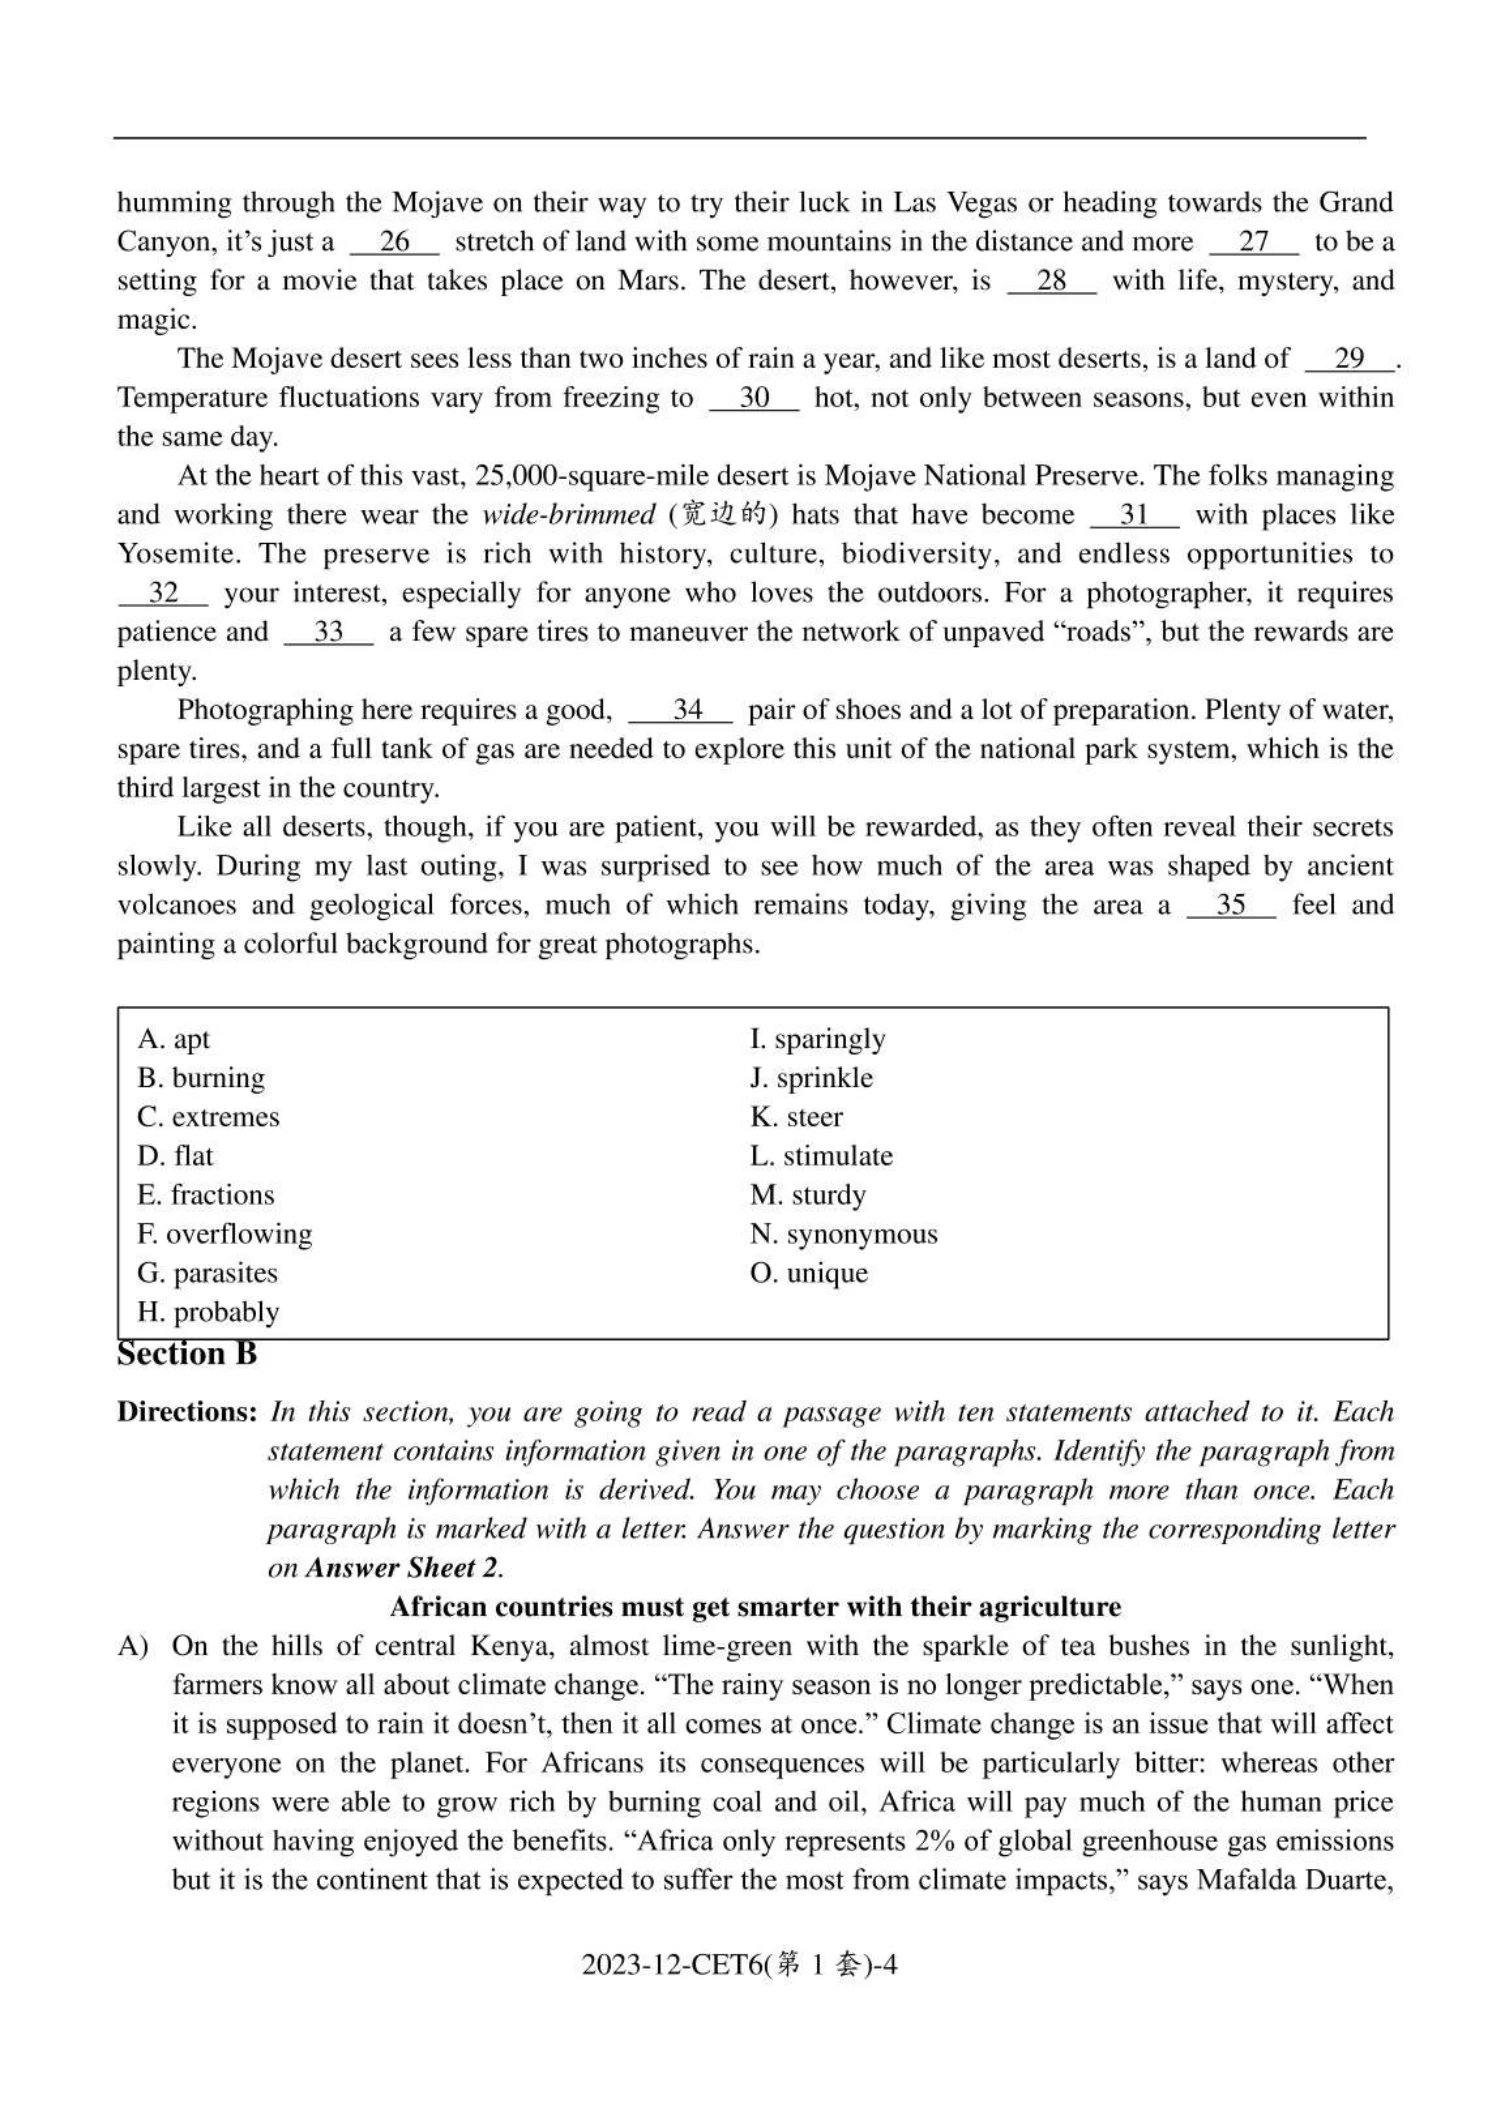 humming through the Mojave on their way to try their luck in Las Vegas or heading towards the Grand
Canyon, it’s just a 26 stretch of land with some mountains in the distance and more 27 to be a
setting for a movie that takes place on Mars. The desert, however, is 28 with life, mystery, and
magic.
The Mojave desert sees less than two inches of rain a year, and like most deserts, is a land of 29.
Temperature fluctuations vary from freezing to 30 hot, not only between seasons, but even within
the same day.
At the heart of this vast, 25,000-square-mile desert is Mojave National Preserve. The folks managing
and working there wear the wide-brimmed (宽边的) hats that have become 31 with places like
Yosemite. The preserve is rich with history, culture, biodiversity, and endless opportunities to
32 your interest, especially for anyone who loves the outdoors. For a photographer, it requires
patience and 33 a few spare tires to maneuver the network of unpaved “roads”, but the rewards are
plenty.
Photographing here requires a good, 34 pair of shoes and a lot of preparation. Plenty of water,
spare tires, and a full tank of gas are needed to explore this unit of the national park system, which is the
third largest in the country.
Like all deserts, though, if you are patient, you will be rewarded, as they often reveal their secrets
slowly. During my last outing, I was surprised to see how much of the area was shaped by ancient
volcanoes and geological forces, much of which remains today, giving the area a 35 feel and
painting a colorful background for great photographs.
A. apt
B. burning
C. extremes
D. flat
E. fractions
F. overflowing
G. parasites
H. probably
I. sparingly
J. sprinkle
K. steer
L. stimulate
M. sturdy
N. synonymous
O. unique
Section B
Directions: In this section, you are going to read a passage with ten statements attached to it. Each
statement contains information given in one of the paragraphs. Identify the paragraph from
which the information is derived. You may choose a paragraph more than once. Each
paragraph is marked with a letter. Answer the question by marking the corresponding letter
on Answer Sheet 2.
African countries must get smarter with their agriculture
A) On the hills of central Kenya, almost lime-green with the sparkle of tea bushes in the sunlight,
farmers know all about climate change. “The rainy season is no longer predictable,” says one. “When
it is supposed to rain it doesn’t, then it all comes at once.” Climate change is an issue that will affect
everyone on the planet. For Africans its consequences will be particularly bitter: whereas other
regions were able to grow rich by burning coal and oil, Africa will pay much of the human price
without having enjoyed the benefits. “Africa only represents 2% of global greenhouse gas emissions
but it is the continent that is expected to suffer the most from climate impacts,” says Mafalda Duarte,
2023-12-CET6(第 1 套)-4